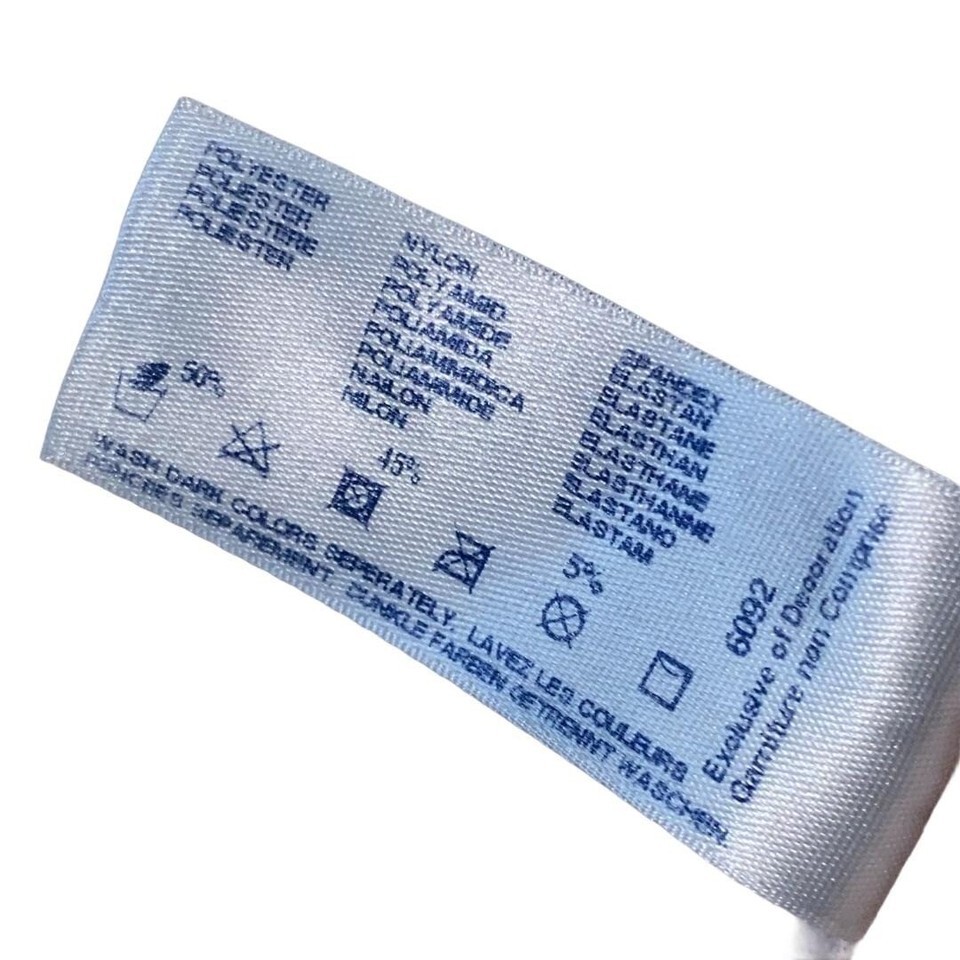 POLYESTER
POLIESTER
POLIESTERE
POLIESTER
50%
NYLON
POLYAMID
POLYAMIDE
POLIAMIDA
POLIAMMIDICA
POLIAMMIDE
NAILON
NILON
45%
SPANDEX
ELASTAN
ELASTANE
ELASTHAN
ELASTHANE
ELASTHANNE
ELASTANO
ELASTAM
5%
WASH DARK COLORS SEPERATELY. LAVEZ LES COULEURS
FONCEES SEPAREMENT. DUNKLE FARBEN GETRENNT WASCHEN
6092
Exclusive of Decoration
Garniture non Comprise